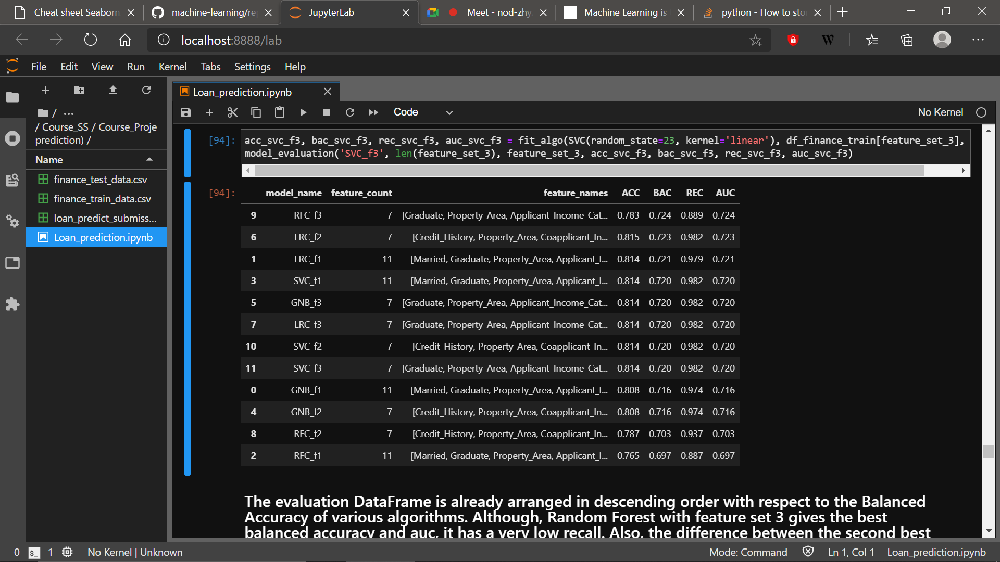 Cheat sheet Seaborn
machine-learning/re
JupyterLab
Meet - nod-zhy
Machine Learning is
python - How to sto
localhost:8888/lab
W
File Edit View Run Kernel Tabs Settings Help
Loan_prediction.ipynb
/ ...
/ Course_SS / Course_Proje
prediction) /
Code
No Kernel
Name
finance_test_data.csv
finance_train_data.csv
loan_predict_submiss...
Loan_prediction.ipynb
[94]: acc_svc_f3, bac_svc_f3, rec_svc_f3, auc_svc_f3 = fit_algo(SVC(random_state=23, kernel='linear'), df_finance_train[feature_set_3],
model_evaluation('SVC_f3', len(feature_set_3), feature_set_3, acc_svc_f3, bac_svc_f3, rec_svc_f3, auc_svc_f3)
[94]: model_name feature_count feature_names ACC BAC REC AUC
9 RFC_f3 7 [Graduate, Property_Area, Applicant_Income_Cat... 0.783 0.724 0.889 0.724
6 LRC_f2 7 [Credit_History, Property_Area, Coapplicant_In... 0.815 0.723 0.982 0.723
1 LRC_f1 11 [Married, Graduate, Property_Area, Applicant_I... 0.814 0.721 0.979 0.721
3 SVC_f1 11 [Married, Graduate, Property_Area, Applicant_I... 0.814 0.720 0.982 0.720
5 GNB_f3 7 [Graduate, Property_Area, Applicant_Income_Cat... 0.814 0.720 0.982 0.720
7 LRC_f3 7 [Graduate, Property_Area, Applicant_Income_Cat... 0.814 0.720 0.982 0.720
10 SVC_f2 7 [Credit_History, Property_Area, Coapplicant_In... 0.814 0.720 0.982 0.720
11 SVC_f3 7 [Graduate, Property_Area, Applicant_Income_Cat... 0.814 0.720 0.982 0.720
0 GNB_f1 11 [Married, Graduate, Property_Area, Applicant_I... 0.808 0.716 0.974 0.716
4 GNB_f2 7 [Credit_History, Property_Area, Coapplicant_In... 0.808 0.716 0.974 0.716
8 RFC_f2 7 [Credit_History, Property_Area, Coapplicant_In... 0.787 0.703 0.937 0.703
2 RFC_f1 11 [Married, Graduate, Property_Area, Applicant_I... 0.765 0.697 0.887 0.697
The evaluation DataFrame is already arranged in descending order with respect to the Balanced
Accuracy of various algorithms. Although, Random Forest with feature set 3 gives the best
balanced accuracy and auc, it has a very low recall. Also, the difference between the second best
0 $_ 1 No Kernel | Unknown
Mode: Command Ln 1, Col 1 Loan_prediction.ipynb